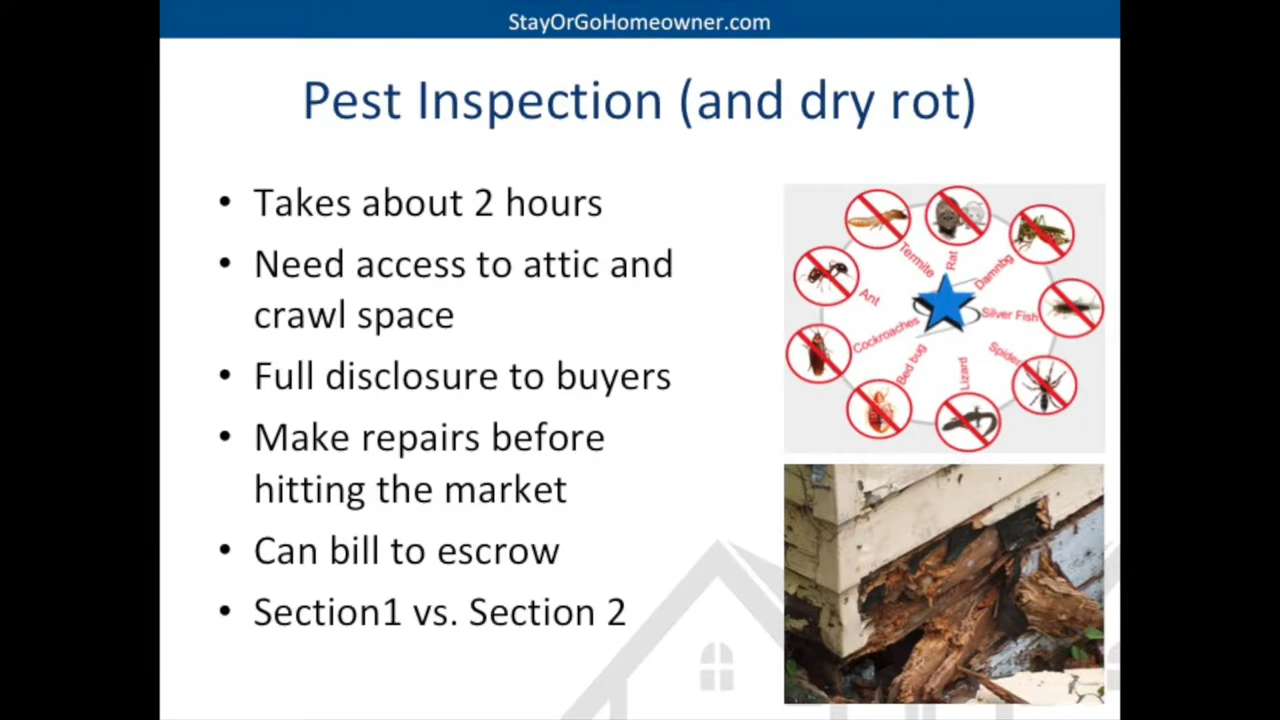 StayOrGoHomeowner.com
Pest Inspection (and dry rot)
• Takes about 2 hours
• Need access to attic and
crawl space
• Full disclosure to buyers
• Make repairs before
hitting the market
• Can bill to escrow
• Section1 vs. Section 2
Termite
Rat
Damnbg
Ant
Silver Fish
Cockroaches
Spider
Bed bug
Lizard